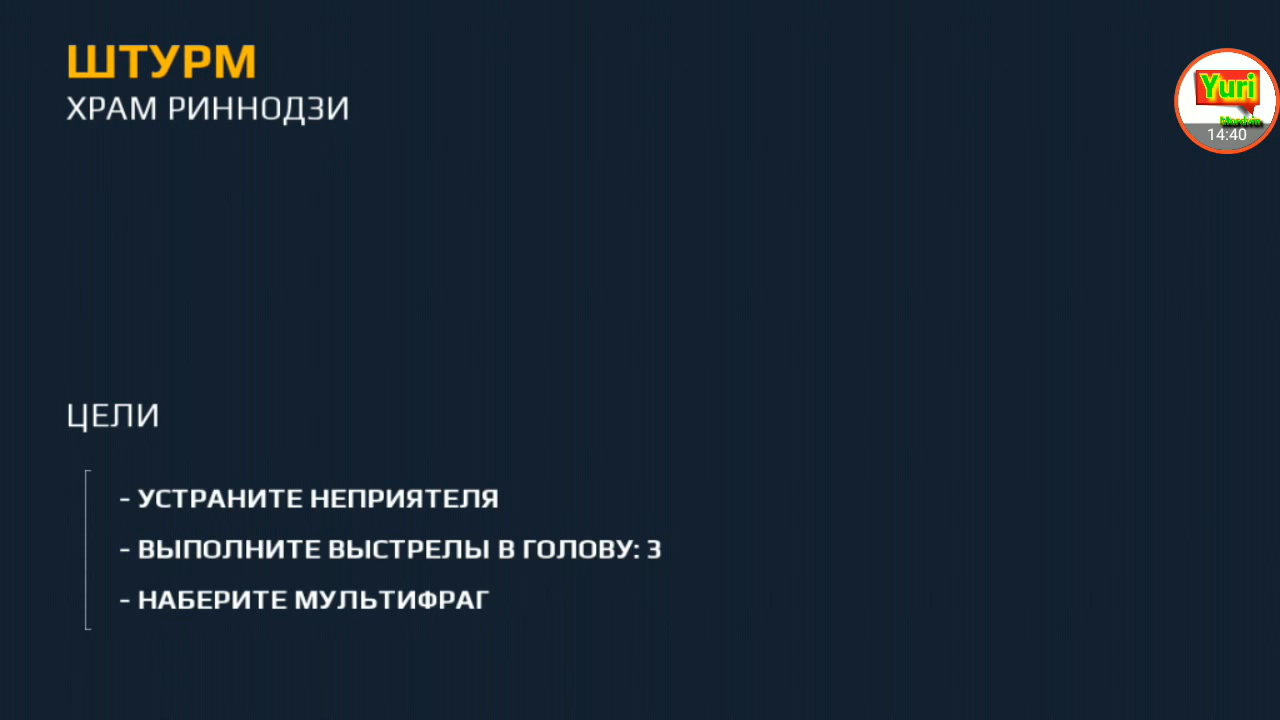 ШТУРМ
ХРАМ РИННОДЗИ
Yuri
14:40
ЦЕЛИ
- УСТРАНИТЕ НЕПРИЯТЕЛЯ
- ВЫПОЛНИТЕ ВЫСТРЕЛЫ В ГОЛОВУ: 3
- НАБЕРИТЕ МУЛЬТИФРАГ